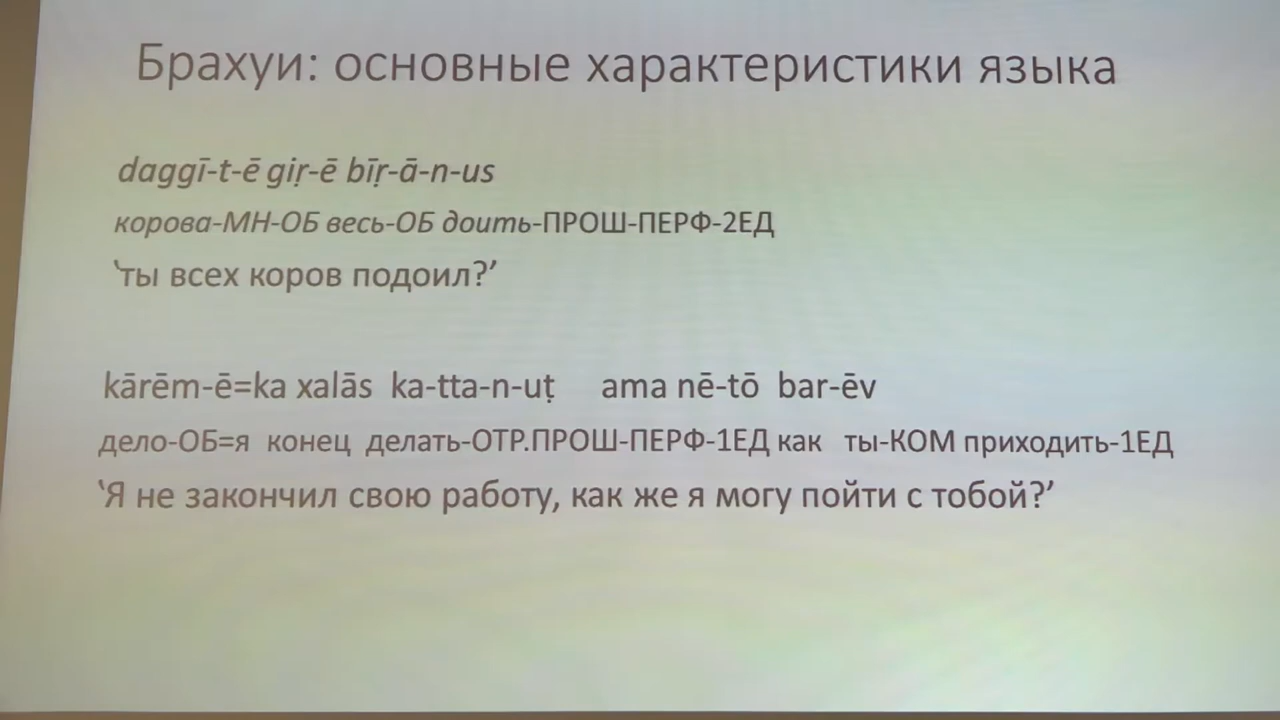 Брахуи: основные характеристики языка
daggī-t-ē giṛ-ē bīṛ-ā-n-us
корова-МН-ОБ весь-ОБ доить-ПРОШ-ПЕРФ-2ЕД
‘ты всех коров подоил?’
kārēm-ē=ka xalās ka-tta-n-uṭ ama nē-tō bar-ēv
дело-ОБ=я конец делать-ОТР.ПРОШ-ПЕРФ-1ЕД как ты-КОМ приходить-1ЕД
‘Я не закончил свою работу, как же я могу пойти с тобой?’